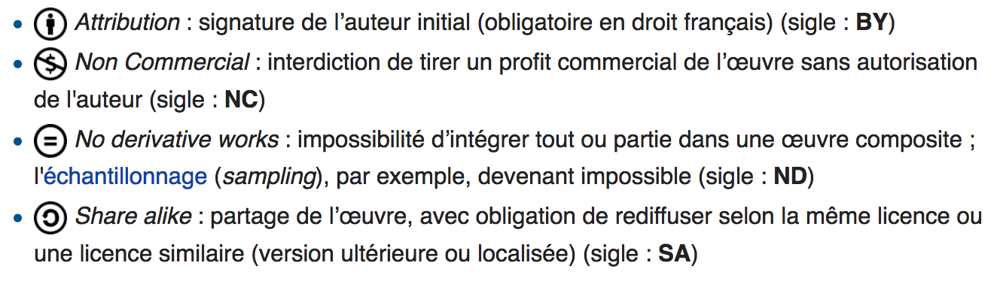 • Attribution : signature de l’auteur initial (obligatoire en droit français) (sigle : BY)
• Non Commercial : interdiction de tirer un profit commercial de l’œuvre sans autorisation
de l'auteur (sigle : NC)
• No derivative works : impossibilité d’intégrer tout ou partie dans une œuvre composite ;
l'échantillonnage (sampling), par exemple, devenant impossible (sigle : ND)
• Share alike : partage de l’œuvre, avec obligation de rediffuser selon la même licence ou
une licence similaire (version ultérieure ou localisée) (sigle : SA)